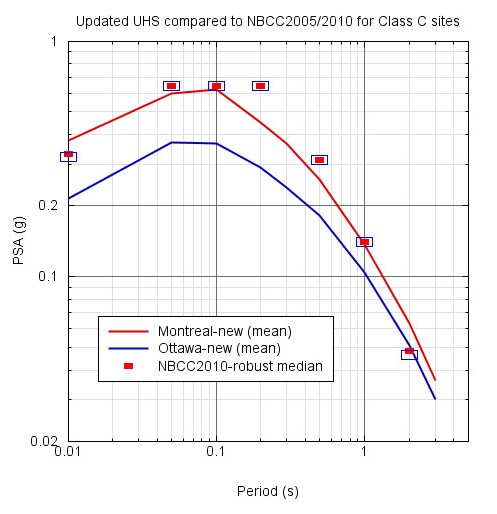 Updated UHS compared to NBCC2005/2010 for Class C sites
1
0.2
0.1
0.02
PSA (g)
Montreal-new (mean)
Ottawa-new (mean)
NBCC2010-robust median
0.01 0.1 1
Period (s)